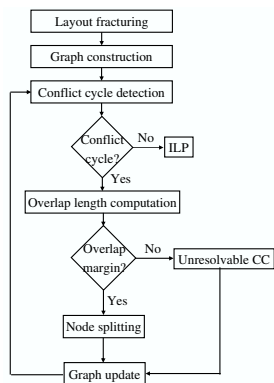 Layout fracturing
Graph construction
Conflict cycle detection
Conflict
cycle?
No
ILP
Yes
Overlap length computation
Overlap
margin?
No
Unresolvable CC
Yes
Node splitting
Graph update